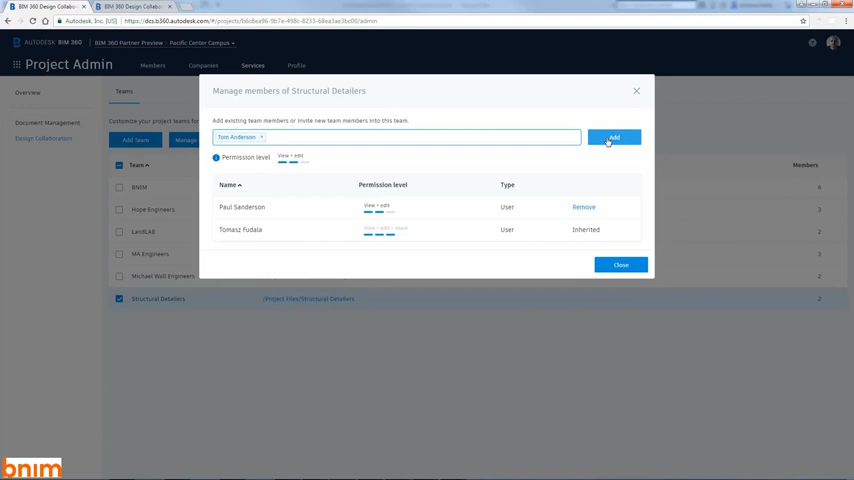 BIM 360 Design Collabor
BIM 360 Design Collabor
Autodesk, Inc. [US]
https://dcs.b360.autodesk.com/#/projects/b6c8ea96-9b7e-498c-8233-68ea3ae3bc00/admin
AUTODESK BIM 360 BIM 360 Partner Preview / Pacific Center Campus
Project Admin Members Companies Services Profile
Overview
Document Management
Design Collaboration
Teams
Customize your project teams for
Add Team Manage
Team Members
BNIM 6
Hope Engineers 3
LandLAB 2
MA Engineers 3
Michael Wall Engineers 2
Structural Detailers /Project Files/Structural Detailers 2
Manage members of Structural Detailers
Add existing team members or invite new team members into this team.
Tom Anderson × Add
Permission level View + edit
Name Permission level Type
Paul Sanderson View + edit User Remove
Tomasz Fudala View + edit + share User Inherited
Close
bnim